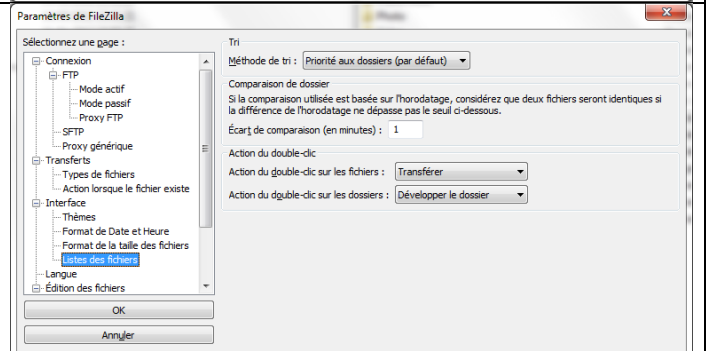 Paramètres de FileZilla
Sélectionnez une page :
Connexion
FTP
Mode actif
Mode passif
Proxy FTP
SFTP
Proxy générique
Transferts
Types de fichiers
Action lorsque le fichier existe
Interface
Thèmes
Format de Date et Heure
Format de la taille des fichiers
Listes des fichiers
Langue
Édition des fichiers
OK
Annuler
Tri
Méthode de tri : Priorité aux dossiers (par défaut)
Comparaison de dossier
Si la comparaison utilisée est basée sur l'horodatage, considérez que deux fichiers seront identiques si
la différence de l'horodatage ne dépasse pas le seuil ci-dessous.
Écart de comparaison (en minutes) : 1
Action du double-clic
Action du double-clic sur les fichiers : Transférer
Action du double-clic sur les dossiers : Développer le dossier